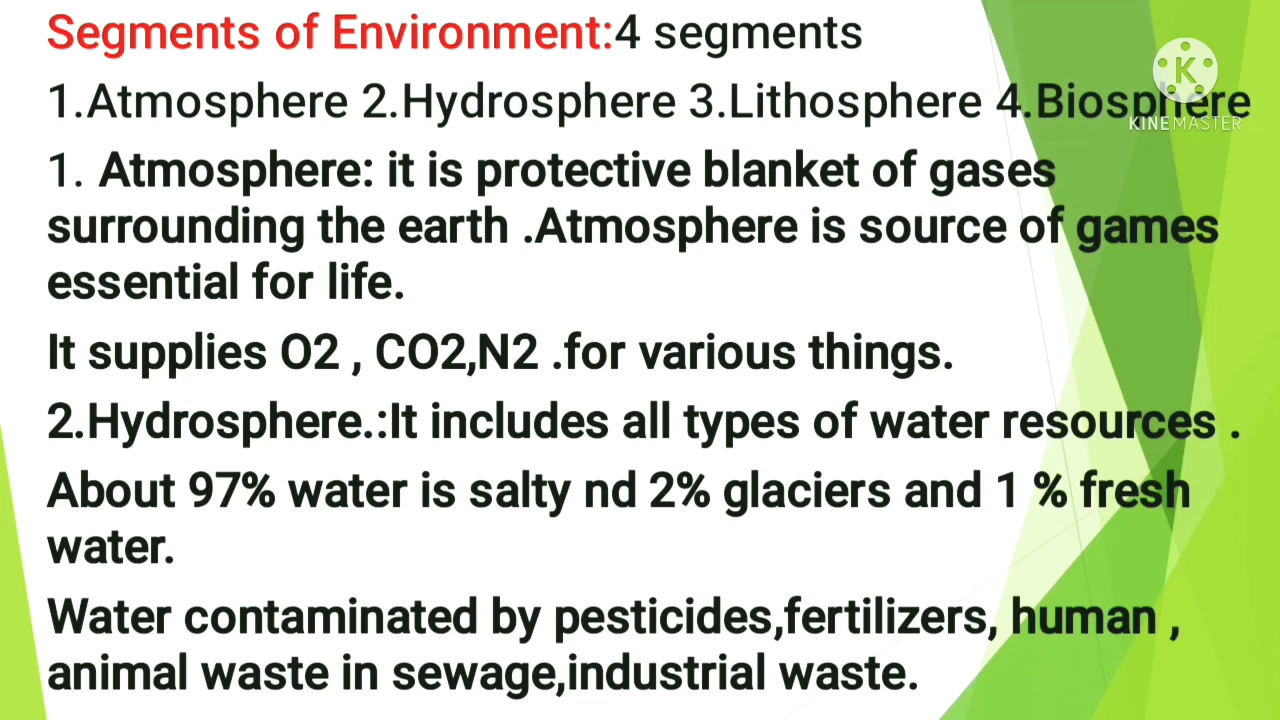 Segments of Environment:4 segments
1.Atmosphere 2.Hydrosphere 3.Lithosphere 4.Biosphere
K
KINEMASTER
1. Atmosphere: it is protective blanket of gases
surrounding the earth .Atmosphere is source of games
essential for life.
It supplies O2 , CO2,N2 .for various things.
2.Hydrosphere.:It includes all types of water resources .
About 97% water is salty nd 2% glaciers and 1 % fresh
water.
Water contaminated by pesticides,fertilizers, human ,
animal waste in sewage,industrial waste.